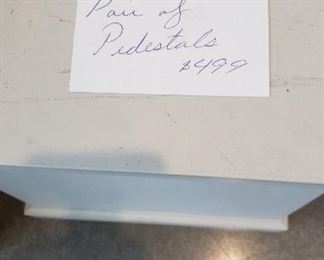 Pair of
Pedestals
$499